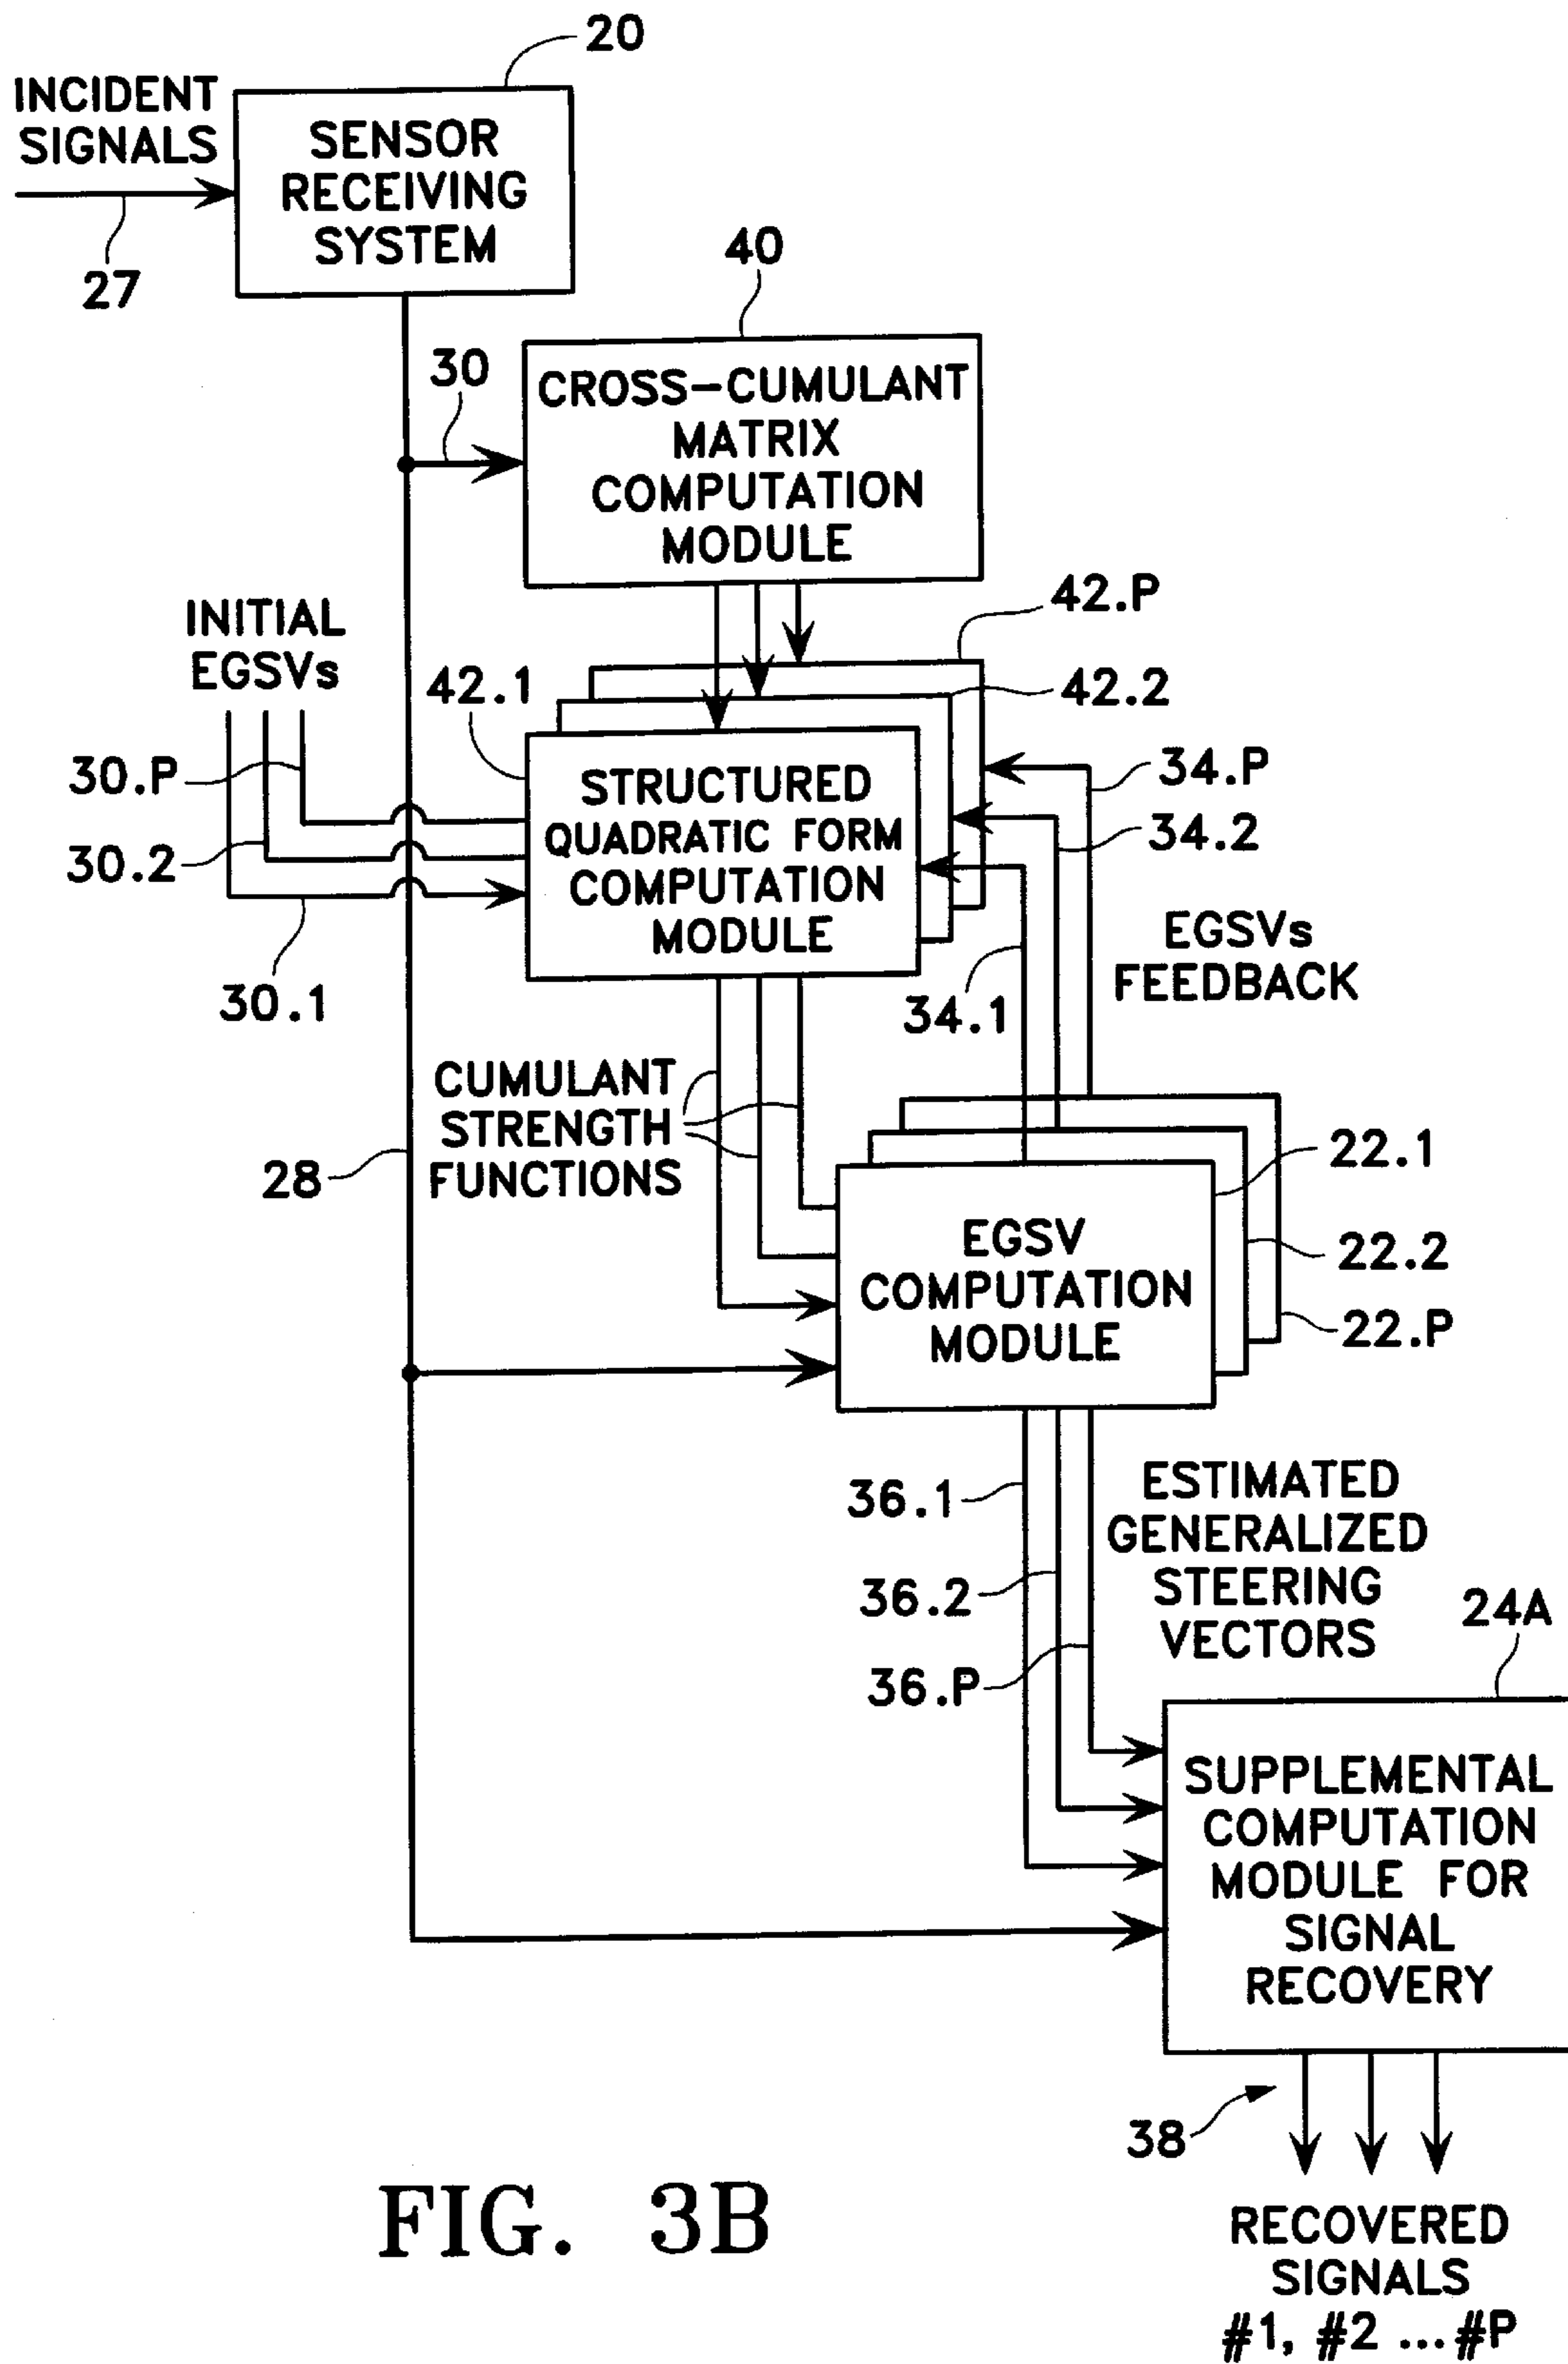 20
INCIDENT
SIGNALS
27
SENSOR
RECEIVING
SYSTEM
40
30
CROSS-CUMULANT
MATRIX
COMPUTATION
MODULE
INITIAL
EGSVs
42.P
42.1
42.2
30.P
30.2
30.1
STRUCTURED
QUADRATIC FORM
COMPUTATION
MODULE
34.P
34.2
34.1
EGSVs
FEEDBACK
CUMULANT
STRENGTH
FUNCTIONS
28
22.1
22.2
22.P
EGSV
COMPUTATION
MODULE
36.1
36.2
36.P
ESTIMATED
GENERALIZED
STEERING
VECTORS
24A
SUPPLEMENTAL
COMPUTATION
MODULE FOR
SIGNAL
RECOVERY
38
RECOVERED
SIGNALS
#1, #2 ... #P
FIG. 3B